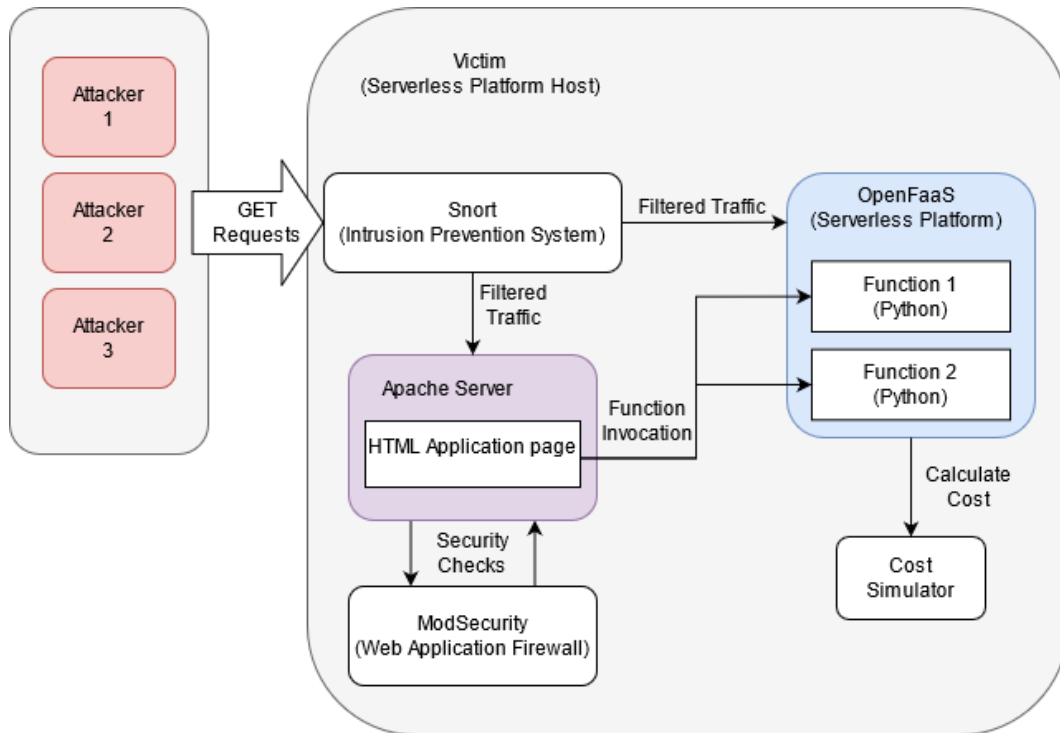 Attacker
1
Attacker
2
Attacker
3
GET
Requests
Victim
(Serverless Platform Host)
Snort
(Intrusion Prevention System)
Filtered Traffic
OpenFaaS
(Serverless Platform)
Function 1
(Python)
Function 2
(Python)
Filtered
Traffic
Apache Server
HTML Application page
Function
Invocation
Security
Checks
ModSecurity
(Web Application Firewall)
Calculate
Cost
Cost
Simulator